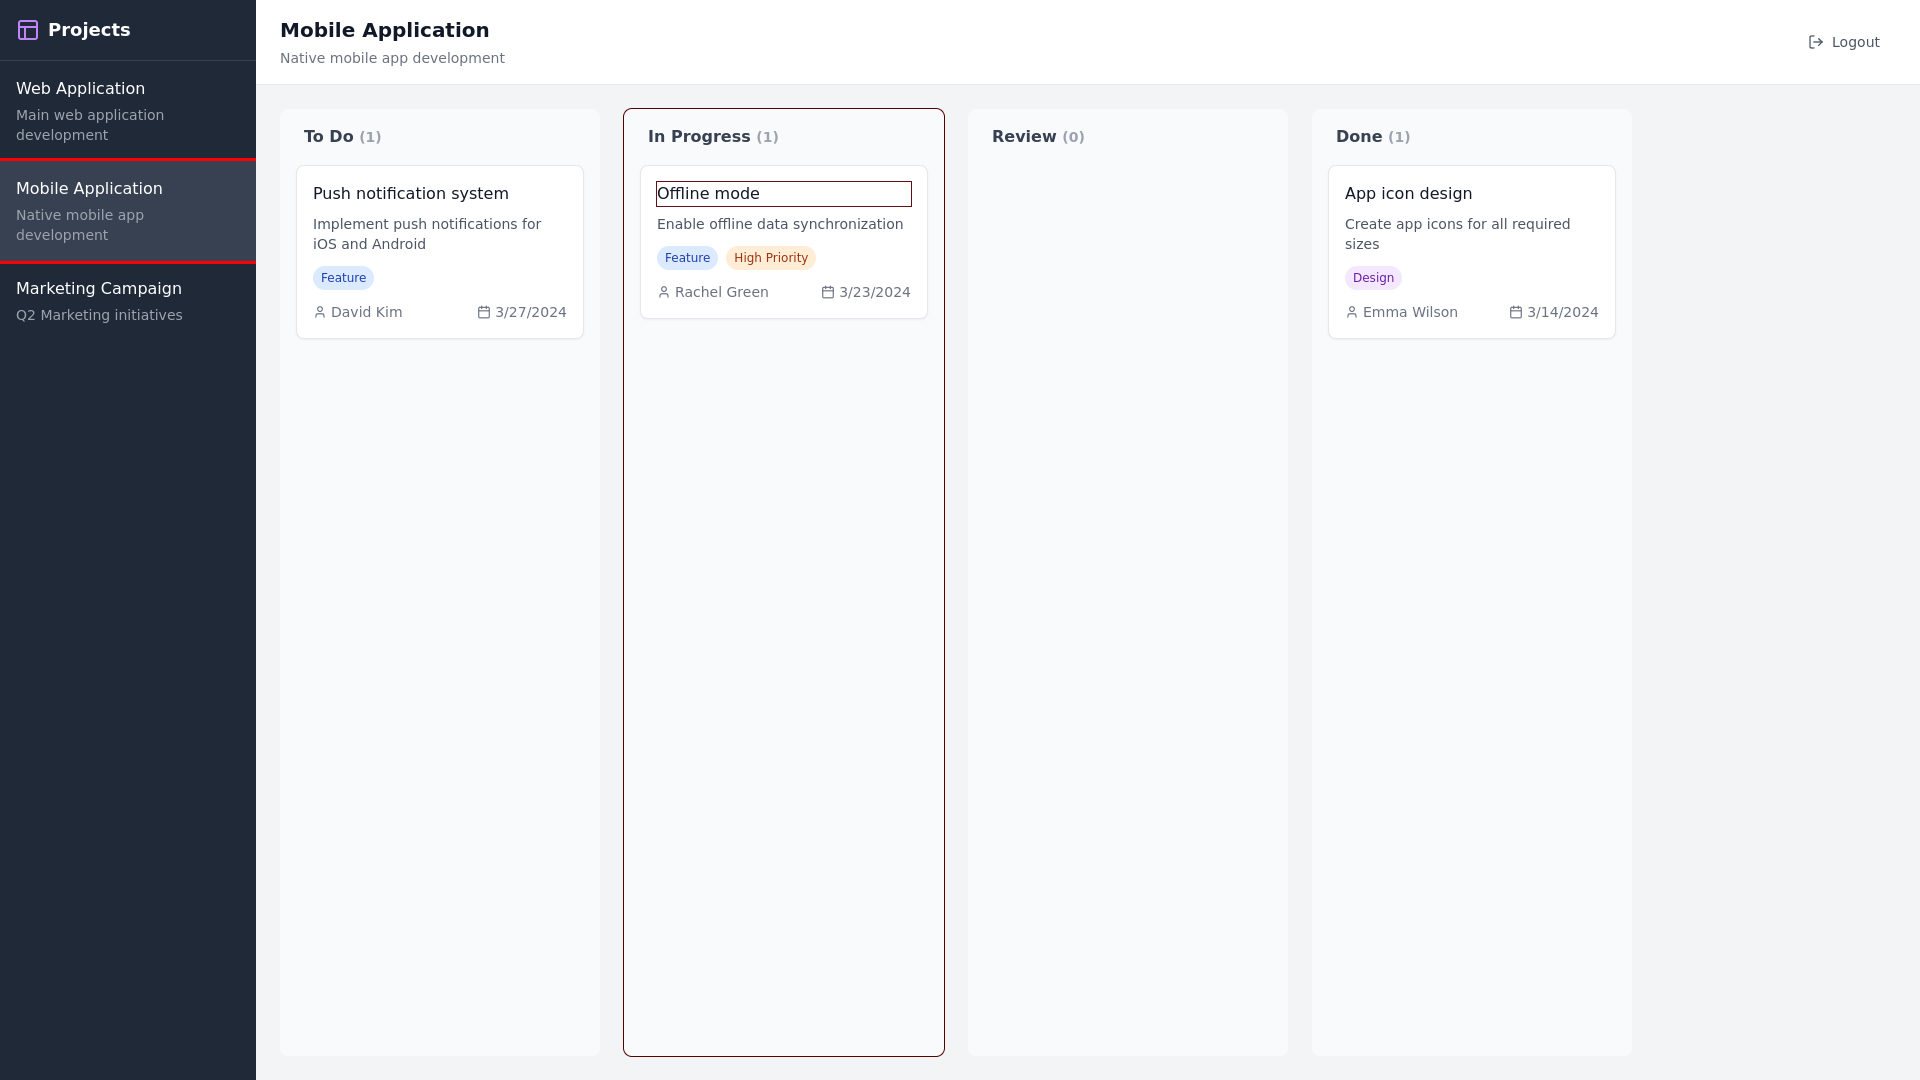 Projects
Web Application
Main web application
development
Mobile Application
Native mobile app
development
Marketing Campaign
Q2 Marketing initiatives
Mobile Application
Native mobile app development
Logout
To Do (1)
Push notification system
Implement push notifications for
iOS and Android
Feature
David Kim 3/27/2024
In Progress (1)
Offline mode
Enable offline data synchronization
Feature High Priority
Rachel Green 3/23/2024
Review (0)
Done (1)
App icon design
Create app icons for all required
sizes
Design
Emma Wilson 3/14/2024